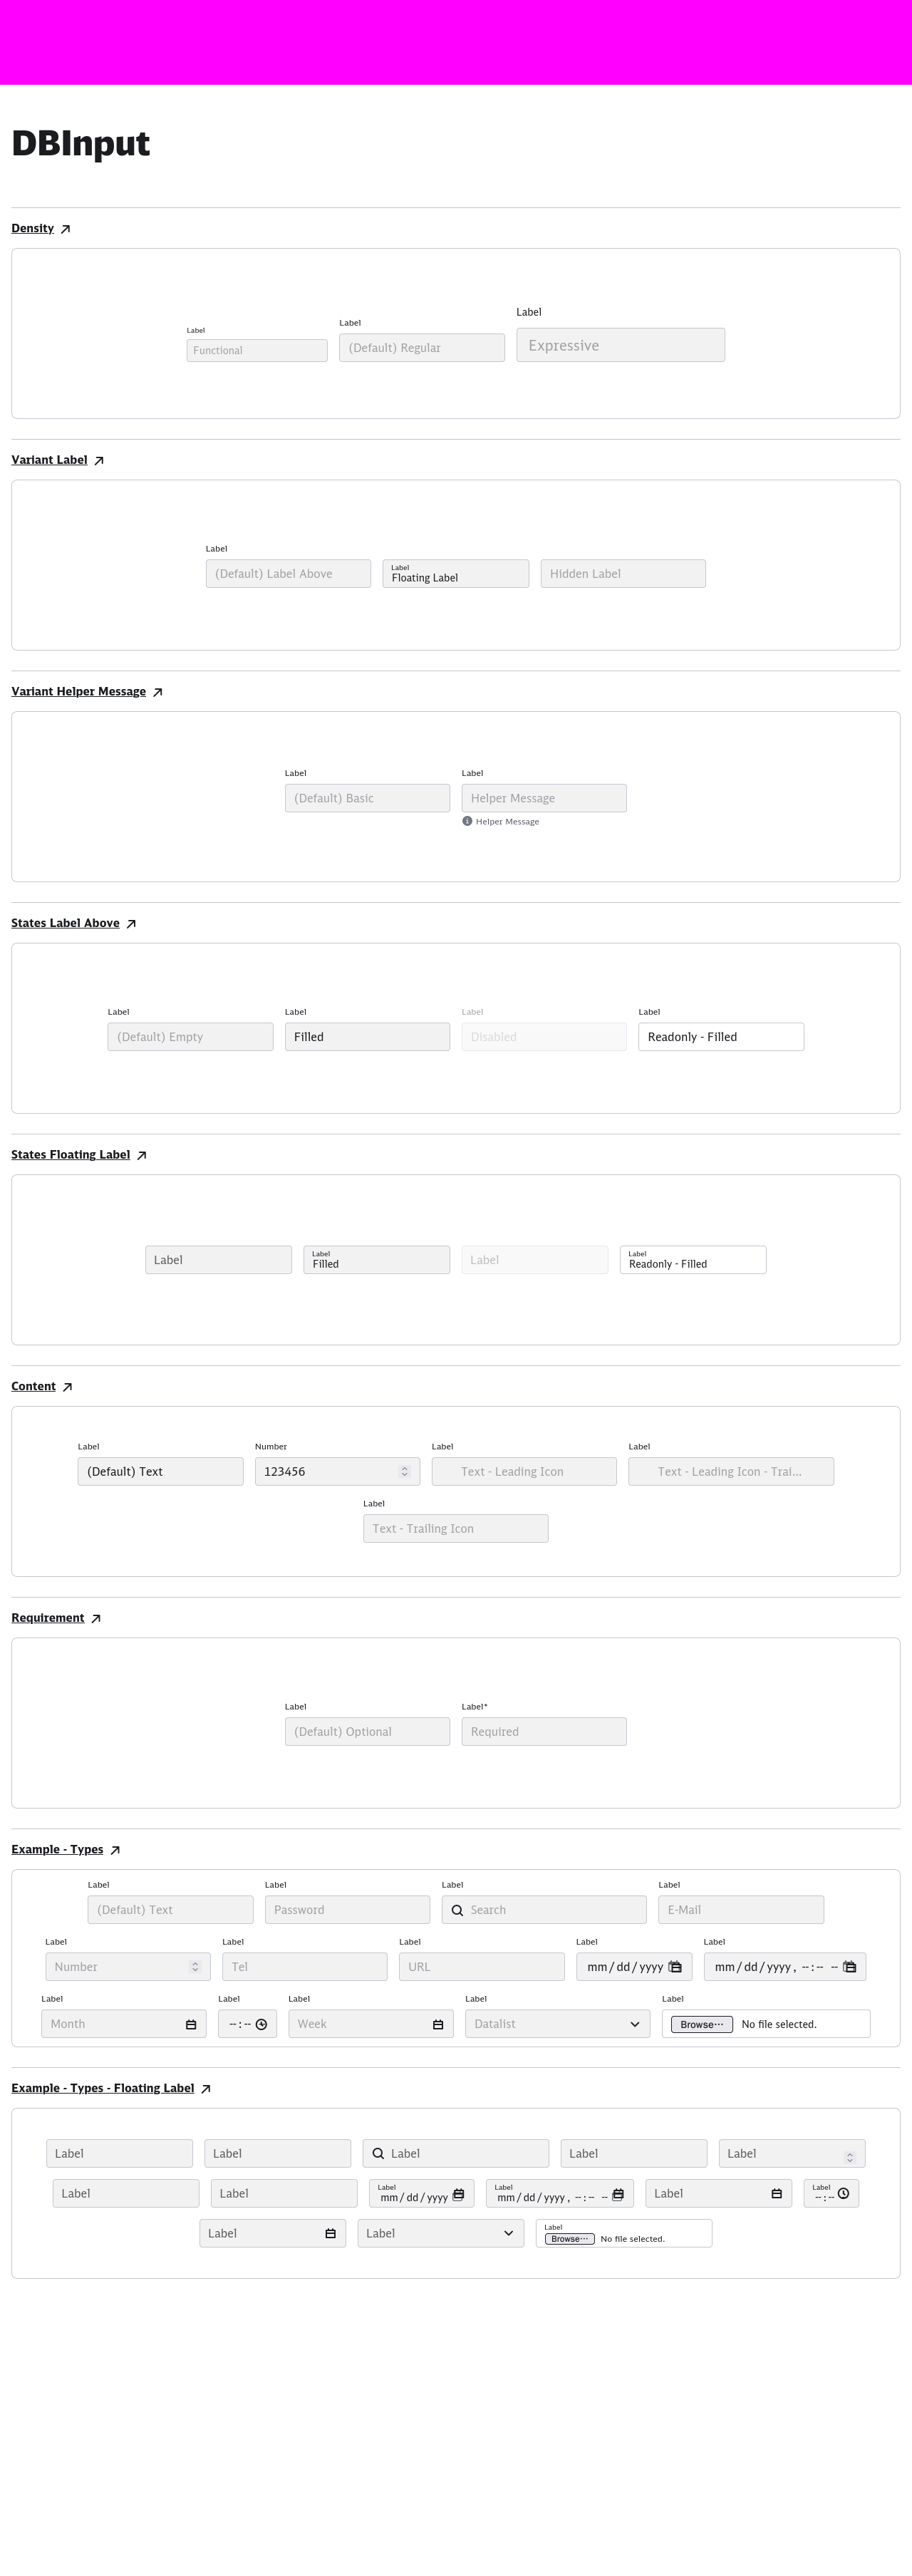 DBInput
Density
Label
Label
Label
Functional
(Default) Regular
Expressive
Variant Label
Label
(Default) Label Above
Label
Floating Label
Hidden Label
Variant Helper Message
Label
Label
(Default) Basic
Helper Message
Helper Message
States Label Above
Label
Label
Label
Label
(Default) Empty
Filled
Disabled
Readonly - Filled
States Floating Label
Label
Label
Filled
Label
Label
Readonly - Filled
Content
Label
Number
Label
Label
(Default) Text
123456
Text - Leading Icon
Text - Leading Icon - Trai...
Label
Text - Trailing Icon
Requirement
Label
Label*
(Default) Optional
Required
Example - Types
Label
Label
Label
Label
(Default) Text
Password
Search
E-Mail
Label
Label
Label
Label
Label
Number
Tel
URL
mm/dd/yyyy
mm/dd/yyyy, --:-- --
Label
Label
Label
Label
Label
Month
--:--
Week
Datalist
Browse...
No file selected.
Example - Types - Floating Label
Label
Label
Label
Label
Label
Label
Label
Label
mm/dd/yyyy
Label
mm/dd/yyyy, --:-- --
Label
Label
--:--
Label
Label
Label
Browse...
No file selected.